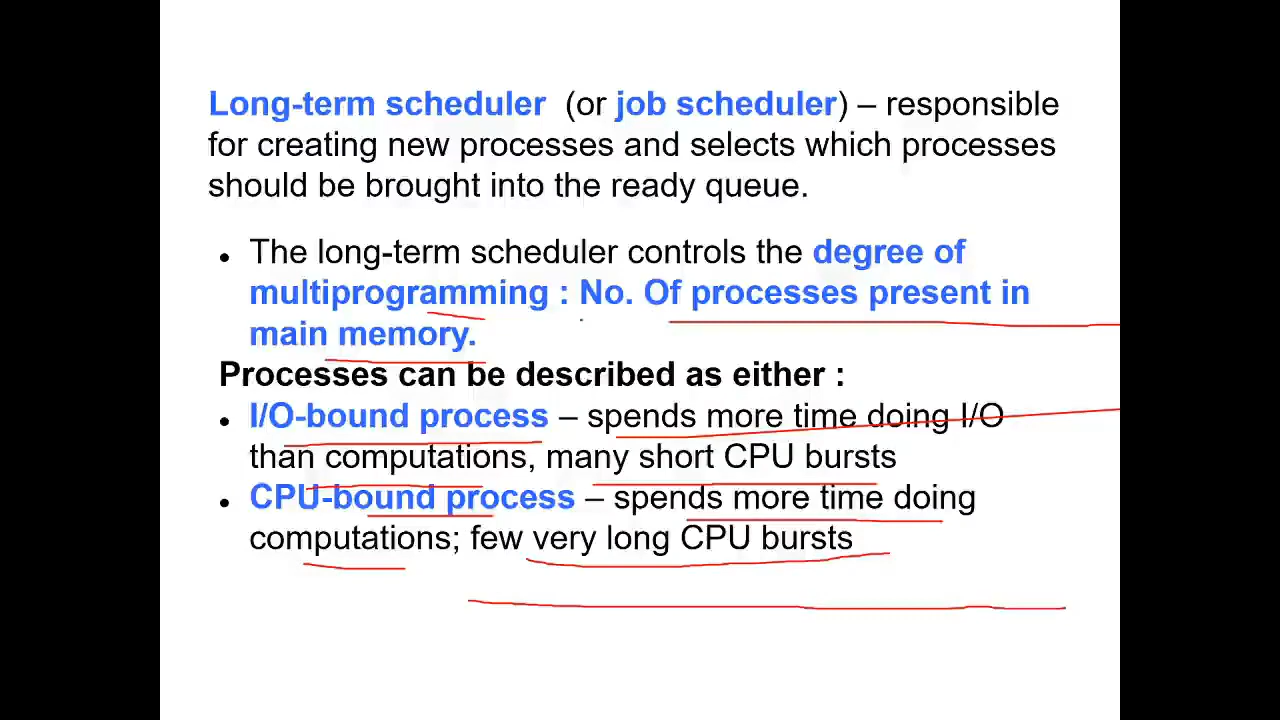 Long-term scheduler (or job scheduler) – responsible
for creating new processes and selects which processes
should be brought into the ready queue.
• The long-term scheduler controls the degree of
multiprogramming : No. Of processes present in
main memory.
Processes can be described as either :
• I/O-bound process – spends more time doing I/O
than computations, many short CPU bursts
• CPU-bound process – spends more time doing
computations; few very long CPU bursts